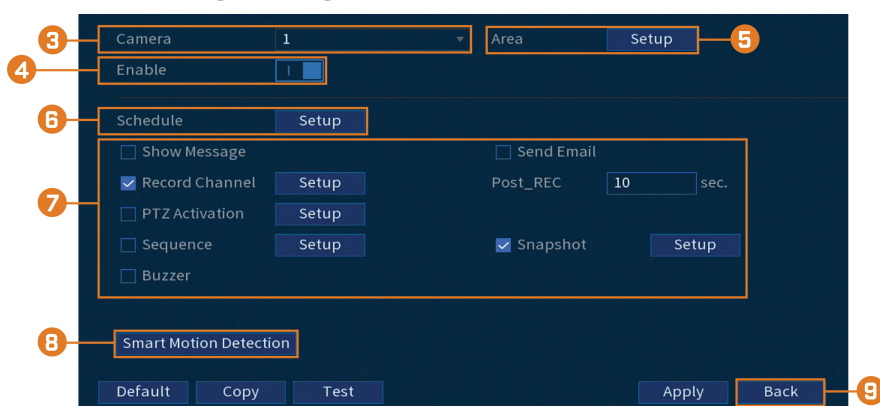 3 Camera 1 Area Setup 5
4 Enable I
6 Schedule Setup
Show Message Send Email
Record Channel Setup Post_REC 10 sec.
7
PTZ Activation Setup
Sequence Setup Snapshot Setup
Buzzer
8 Smart Motion Detection
Default Copy Test Apply Back 9